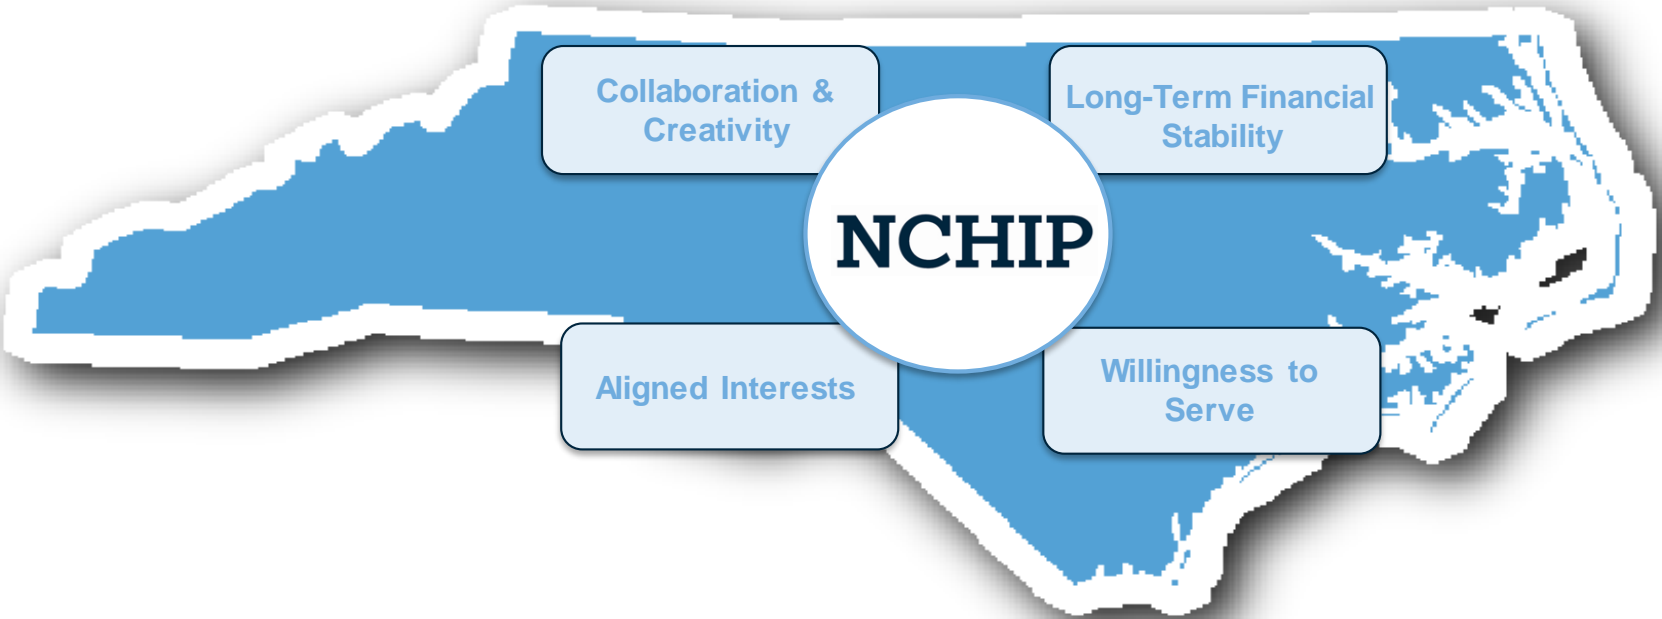 Collaboration &
Creativity
Long-Term Financial
Stability
NCHIP
Aligned Interests
Willingness to
Serve